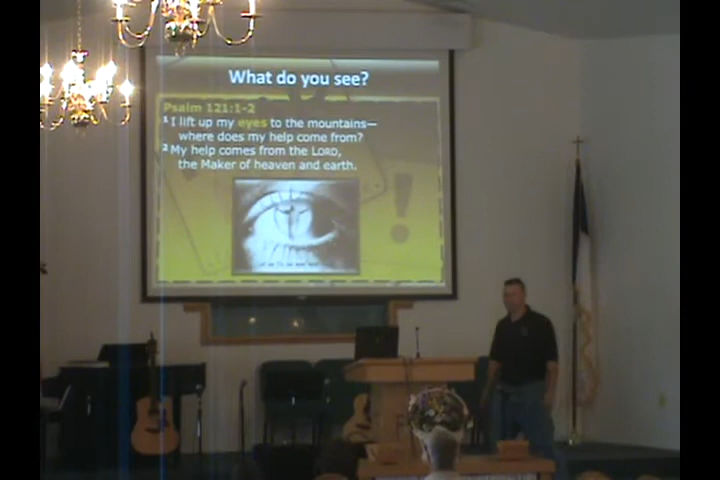 What do you see?
Psalm 121:1-2
1 I lift up my eyes to the mountains—
where does my help come from?
2 My help comes from the LORD,
the Maker of heaven and earth.